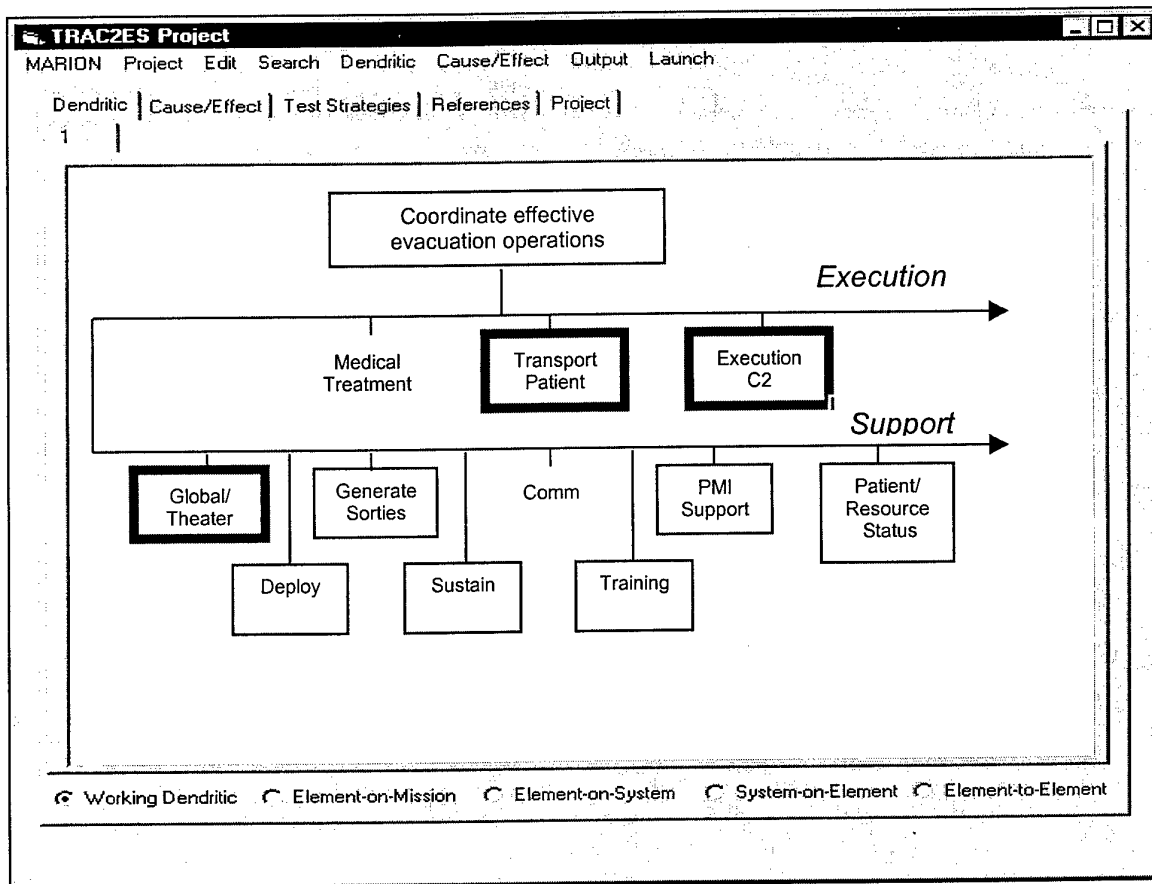 TRAC2ES Project
MARION Project Edit Search Dendritic Cause/Effect Output Launch
Dendritic Cause/Effect Test Strategies References Project
1
Coordinate effective
evacuation operations
Execution
Medical
Treatment
Transport
Patient
Execution
C2
Support
Global/
Theater
Generate
Sorties
Comm
PMI
Support
Patient/
Resource
Status
Deploy
Sustain
Training
Working Dendritic Element-on-Mission Element-on-System System-on-Element Element-to-Element